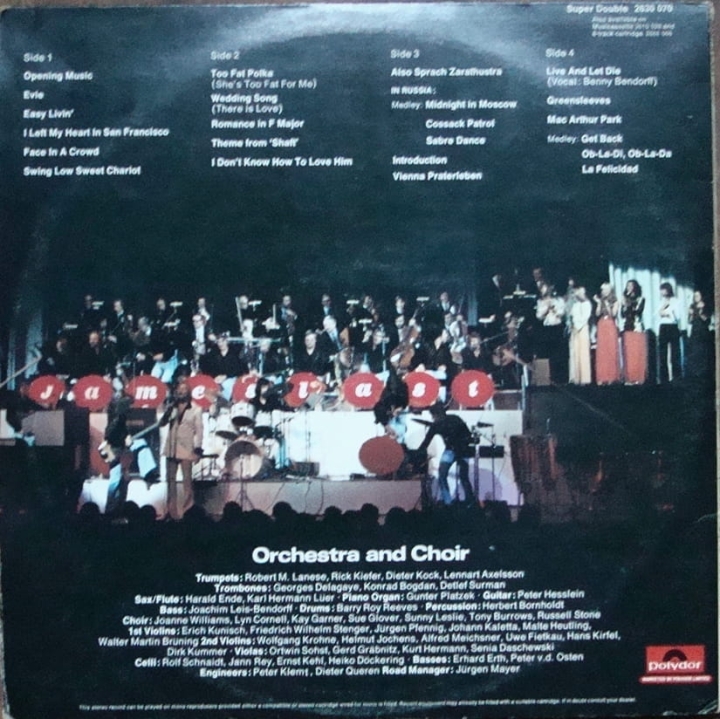 Super Double 2630 070
Side 1
Opening Music
Evie
Easy Livin'
I Left My Heart In San Francisco
Face In A Crowd
Swing Low Sweet Chariot
Side 2
Too Fat Polka
(She's Too Fat For Me)
Wedding Song
(There is Love)
Romance in F Major
Theme from 'Shaft'
I Don't Know How To Love Him
Side 3
Also Sprach Zarathustra
IN RUSSIA:
Medley: Midnight in Moscow
Cossack Patrol
Sabre Dance
Introduction
Vienna Praterleben
Side 4
Live And Let Die
(Vocal: Benny Bendorff)
Greensleeves
Mac Arthur Park
Medley: Get Back
Ob-La-Di, Ob-La-Da
La Felicidad
James Last
Orchestra and Choir
Trumpets: Robert M. Lanese, Rick Kiefer, Dieter Kock, Lennart Axelsson
Trombones: Georges Delagaye, Konrad Bogdan, Detlef Surman
Sax/Flute: Harald Ende, Karl Hermann Lüer · Piano Organ: Gunter Platzek · Guitar: Peter Hesslein
Bass: Joachim Leis-Bendorff · Drums: Barry Roy Reeves · Percussion: Herbert Bornholdt
Choir: Joanne Williams, Lyn Cornell, Kay Garner, Sue Glover, Sunny Leslie, Tony Burrows, Russell Stone
1st Violins: Erich Kunisch, Friedrich Wilhelm Stenger, Jürgen Pfennig, Johann Kaletta, Malte Heutling,
Walter Martin Bruning 2nd Violins: Wolfgang Krohne, Helmut Jochens, Alfred Meichsner, Uwe Fietkau, Hans Kirfel,
Dirk Kummer · Violas: Ortwin Sohst, Gerd Grabnitz, Kurt Hermann, Senia Daschewski
Celli: Rolf Schnaidt, Jann Rey, Ernst Kehl, Heiko Döckering · Basses: Erhard Erth, Peter v.d. Osten
Engineers: Peter Klemt, Dieter Queren Road Manager: Jürgen Mayer
Polydor